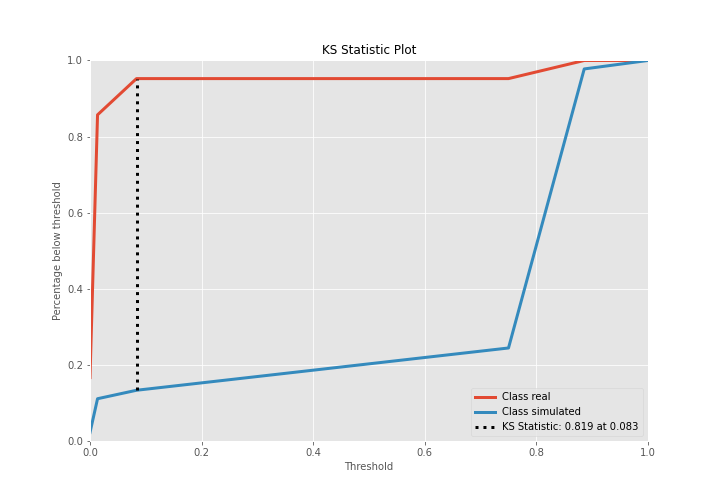 KS Statistic Plot
1.0
0.8
0.6
0.4
0.2
0.0
Percentage below threshold
0.0 0.2 0.4 0.6 0.8 1.0
Threshold
Class real
Class simulated
KS Statistic: 0.819 at 0.083